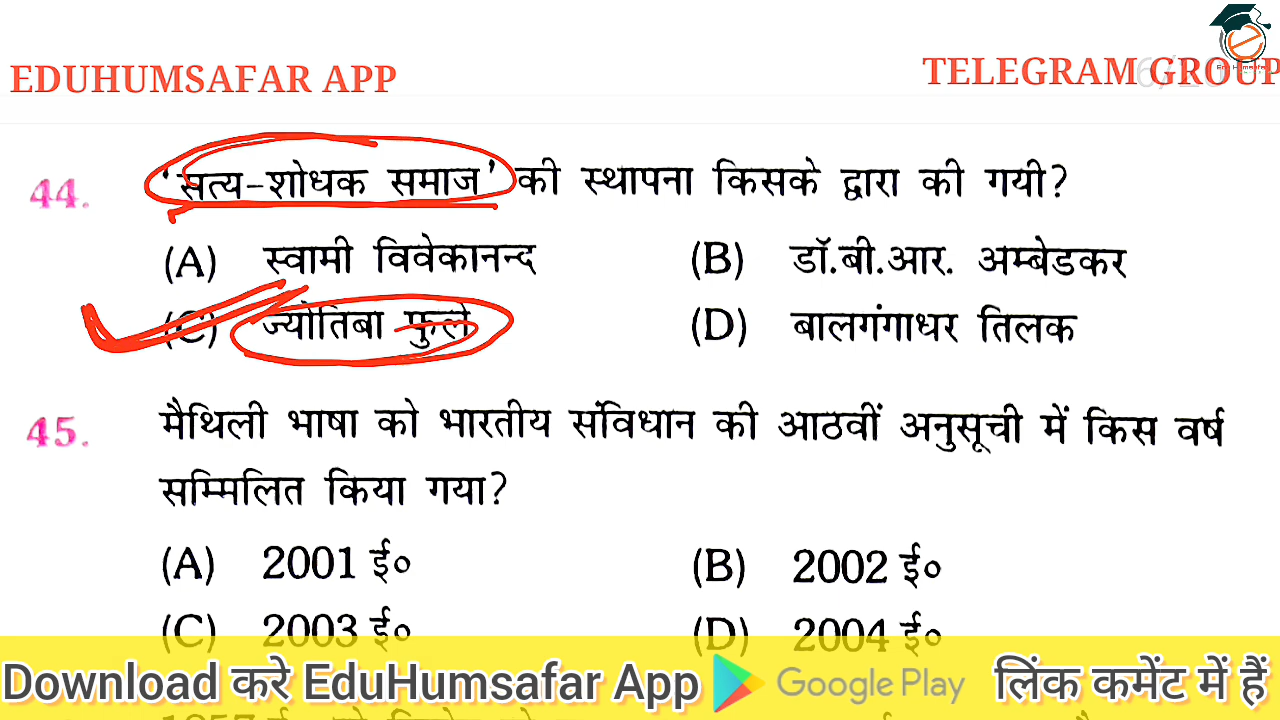 EDUHUMSAFAR APP
TELEGRAM GROUP
44. 'सत्य-शोधक समाज' की स्थापना किसके द्वारा की गयी?
(A) स्वामी विवेकानन्द (B) डॉ.बी.आर. अम्बेडकर
(C) ज्योतिबा फुले (D) बालगंगाधर तिलक
45. मैथिली भाषा को भारतीय संविधान की आठवीं अनुसूची में किस वर्ष
सम्मिलित किया गया?
(A) 2001 ई० (B) 2002 ई०
(C) 2003 ई० (D) 2004 ई०
Download करे EduHumsafar App Google Play लिंक कमेंट में हैं